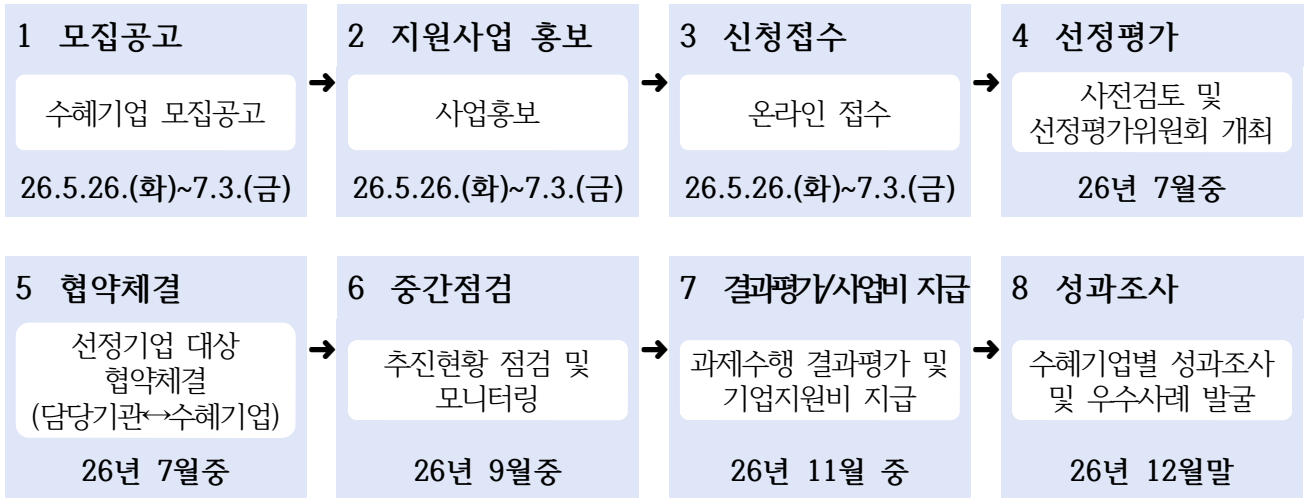 1 모집공고
수혜기업 모집공고
26.5.26.(화)~7.3.(금)
➜
2 지원사업 홍보
사업홍보
26.5.26.(화)~7.3.(금)
➜
3 신청접수
온라인 접수
26.5.26.(화)~7.3.(금)
➜
4 선정평가
사전검토 및
선정평가위원회 개최
26년 7월중
5 협약체결
선정기업 대상
협약체결
(담당기관↔수혜기업)
26년 7월중
➜
6 중간점검
추진현황 점검 및
모니터링
26년 9월중
➜
7 결과평가/사업비 지급
과제수행 결과평가 및
기업지원비 지급
26년 11월 중
➜
8 성과조사
수혜기업별 성과조사
및 우수사례 발굴
26년 12월말